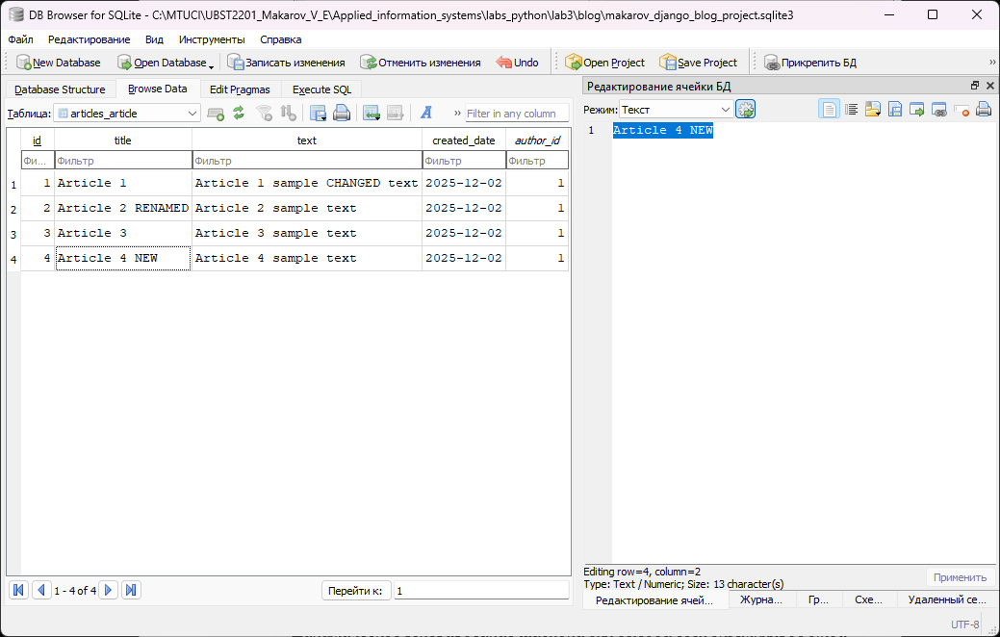 DB Browser for SQLite - C:\MTUCI\UBST2201_Makarov_V_E\Applied_information_systems\labs_python\lab3\blog\makarov_django_blog_project.sqlite3
Файл Редактирование Вид Инструменты Справка
New Database Open Database Записать изменения Отменить изменения Undo Open Project Save Project Прикрепить БД »
Database Structure Browse Data Edit Pragmas Execute SQL
Таблица: articles_article » Filter in any column
id title text created_date author_id
Фи... Фильтр Фильтр Фильтр Фильтр
1 1 Article 1 Article 1 sample CHANGED text 2025-12-02 1
2 2 Article 2 RENAMED Article 2 sample text 2025-12-02 1
3 3 Article 3 Article 3 sample text 2025-12-02 1
4 4 Article 4 NEW Article 4 sample text 2025-12-02 1
1 - 4 of 4 Перейти к: 1
Редактирование ячейки БД
Режим: Текст
1 Article 4 NEW
Editing row=4, column=2
Type: Text / Numeric; Size: 13 character(s)
Применить
Редактирование ячей... Журна... Гр... Схе... Удаленный се...
UTF-8